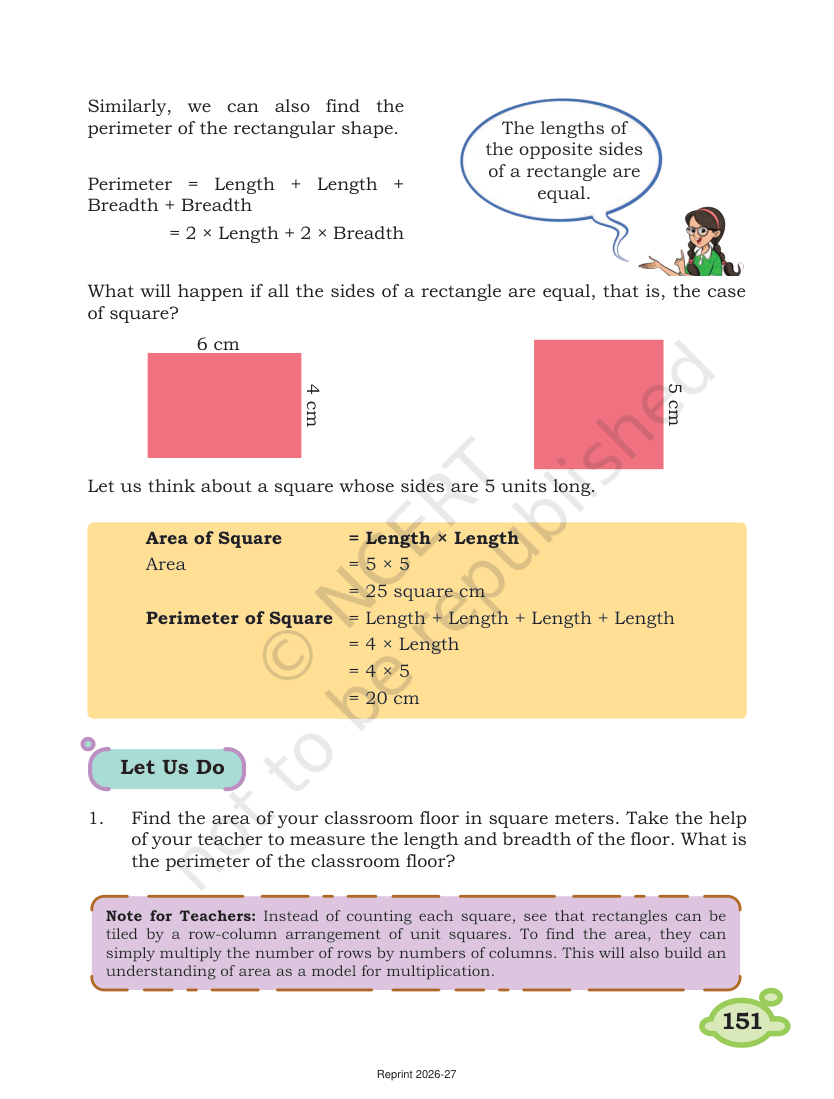 Similarly, we can also find the
perimeter of the rectangular shape.
The lengths of
the opposite sides
of a rectangle are
equal.
Perimeter = Length + Length +
Breadth + Breadth
= 2 × Length + 2 × Breadth
What will happen if all the sides of a rectangle are equal, that is, the case
of square?
6 cm
4 cm
5 cm
Let us think about a square whose sides are 5 units long.
Area of Square = Length × Length
Area = 5 × 5
= 25 square cm
Perimeter of Square = Length + Length + Length + Length
= 4 × Length
= 4 × 5
= 20 cm
Let Us Do
1. Find the area of your classroom floor in square meters. Take the help
of your teacher to measure the length and breadth of the floor. What is
the perimeter of the classroom floor?
Note for Teachers: Instead of counting each square, see that rectangles can be
tiled by a row-column arrangement of unit squares. To find the area, they can
simply multiply the number of rows by numbers of columns. This will also build an
understanding of area as a model for multiplication.
151
Reprint 2026-27
© NCERT
not to be republished